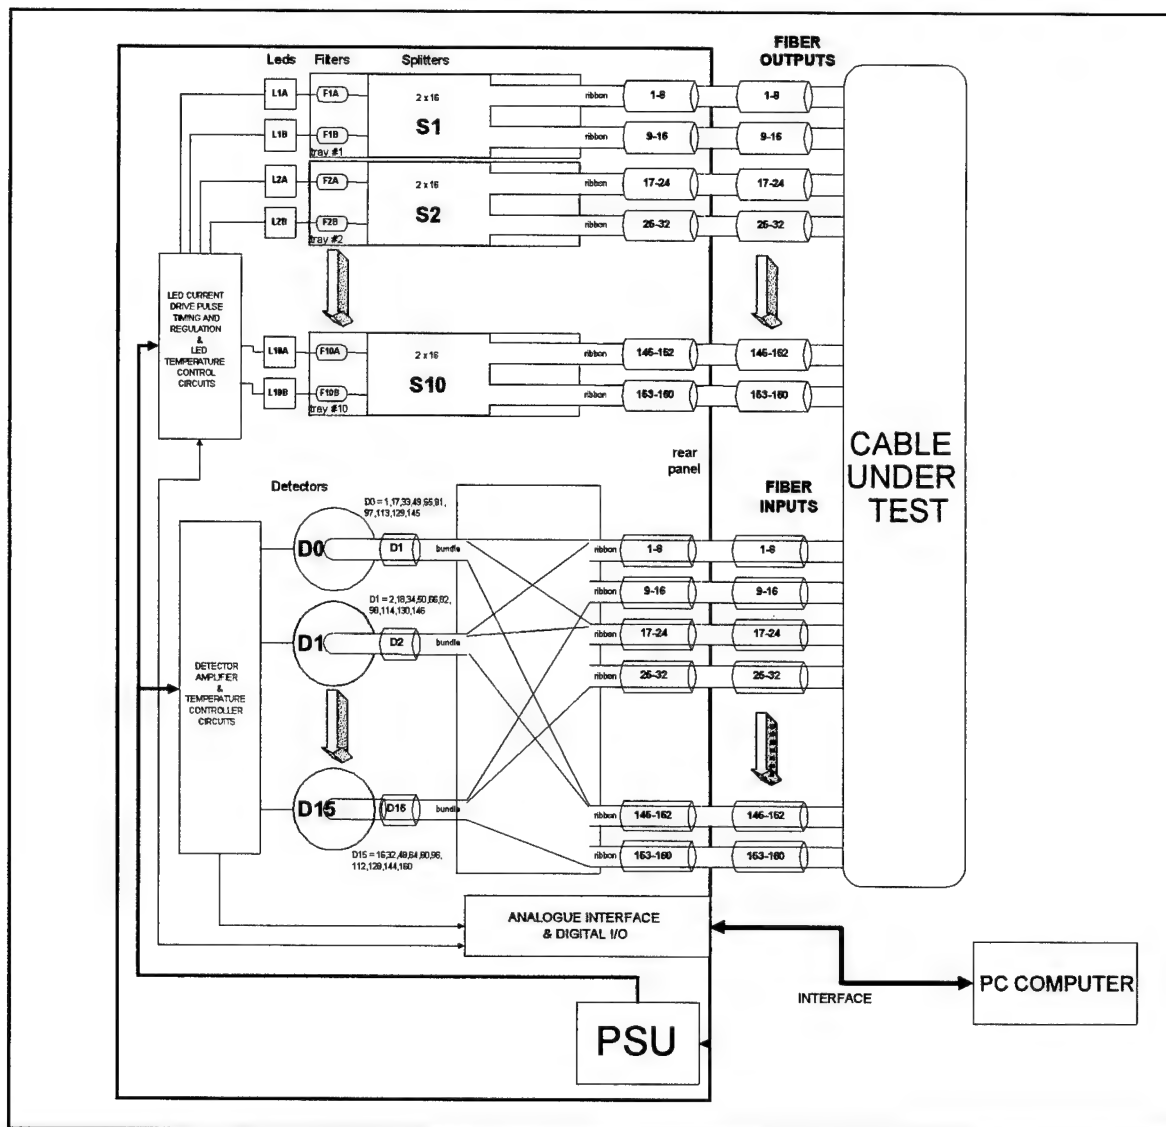 FIBER
OUTPUTS
Leds Filters Splitters
L1A F1A 2 x 16 ribbon 1-8 1-8
S1
L1B F1B ribbon 9-16 9-16
tray #1
L2A F2A 2 x 16 ribbon 17-24 17-24
S2
L2B F2B ribbon 25-32 25-32
tray #2
LED CURRENT
DRIVE PULSE
TIMING AND
REGULATION
&
LED
TEMPERATURE
CONTROL
CIRCUITS
L10A F10A 2 x 16 ribbon 145-152 145-152
S10
L10B F10B ribbon 153-160 153-160
tray #10
CABLE
UNDER
TEST
rear
panel
Detectors
FIBER
INPUTS
D0 = 1,17,33,49,65,81,
97,113,129,145
D0 D1 bundle ribbon 1-8 1-8
ribbon 9-16 9-16
D1 = 2,18,34,50,66,82,
98,114,130,146
D1 D2 bundle ribbon 17-24 17-24
ribbon 25-32 25-32
DETECTOR
AMPLIFIER
&
TEMPERATURE
CONTROLLER
CIRCUITS
D15 D16 bundle ribbon 145-152 145-152
ribbon 153-160 153-160
D15 = 16,32,48,64,80,96,
112,128,144,160
ANALOGUE INTERFACE
& DIGITAL I/O
INTERFACE
PC COMPUTER
PSU